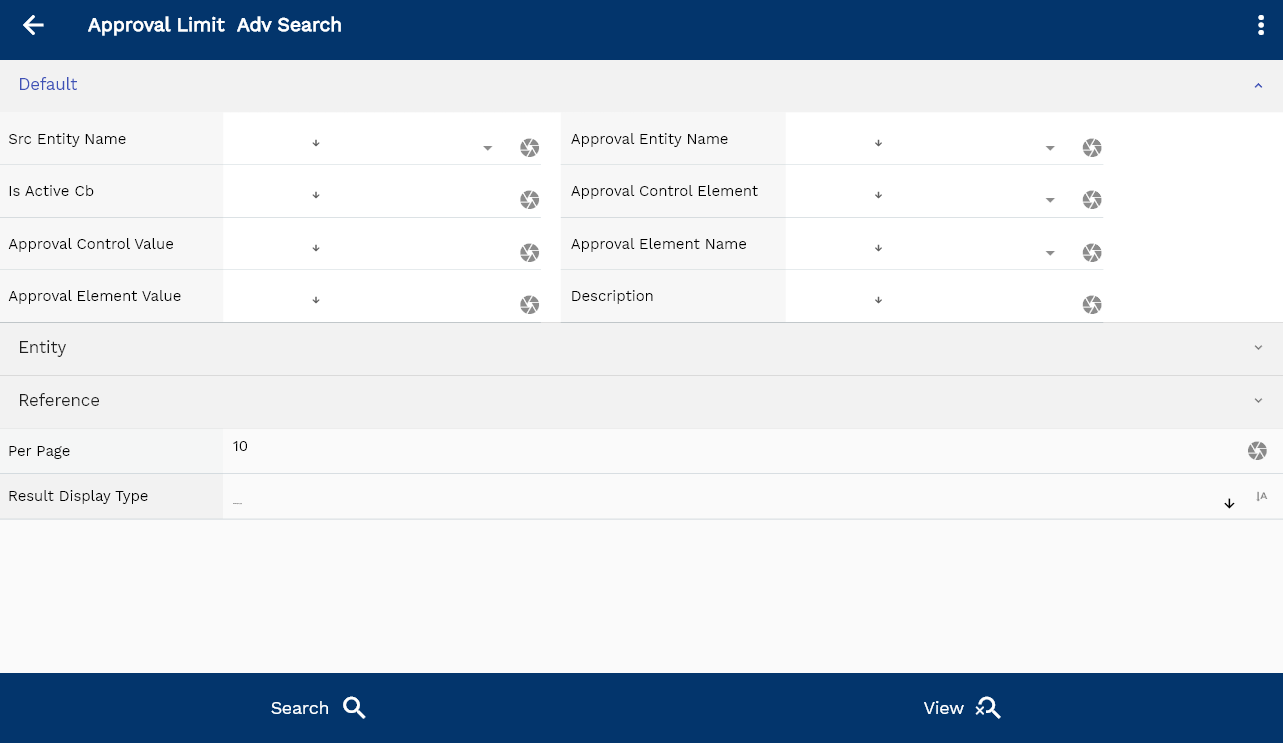 Approval Limit  Adv Search
Default
Src Entity Name
Approval Entity Name
Is Active Cb
Approval Control Element
Approval Control Value
Approval Element Name
Approval Element Value
Description
Entity
Reference
Per Page
10
Result Display Type
Search
View